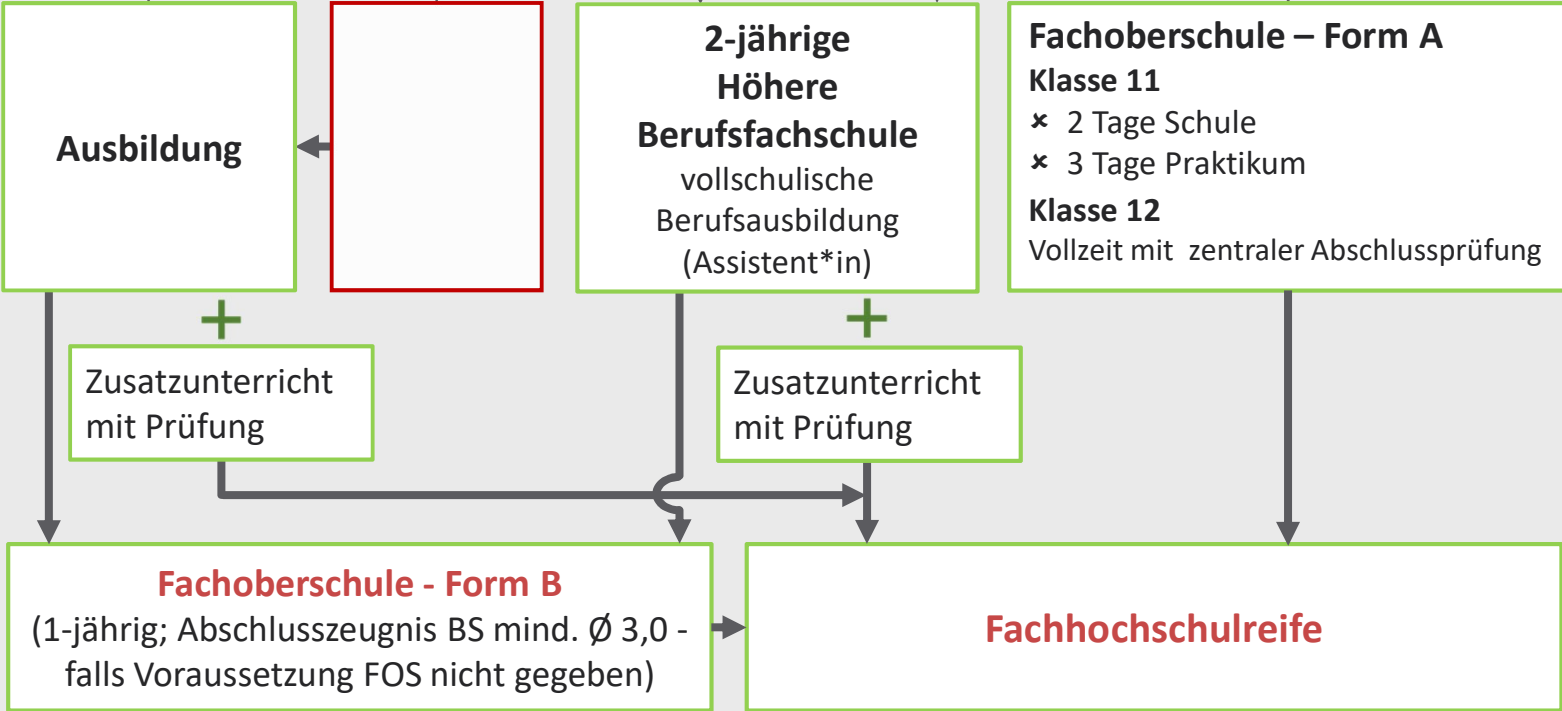 Ausbildung
2-jährige
Höhere
Berufsfachschule
vollschulische
Berufsausbildung
(Assistent*in)
Fachoberschule – Form A
Klasse 11
× 2 Tage Schule
× 3 Tage Praktikum
Klasse 12
Vollzeit mit zentraler Abschlussprüfung
+
+
Zusatzunterricht
mit Prüfung
Zusatzunterricht
mit Prüfung
Fachoberschule - Form B
(1-jährig; Abschlusszeugnis BS mind. Ø 3,0 -
falls Voraussetzung FOS nicht gegeben)
Fachhochschulreife